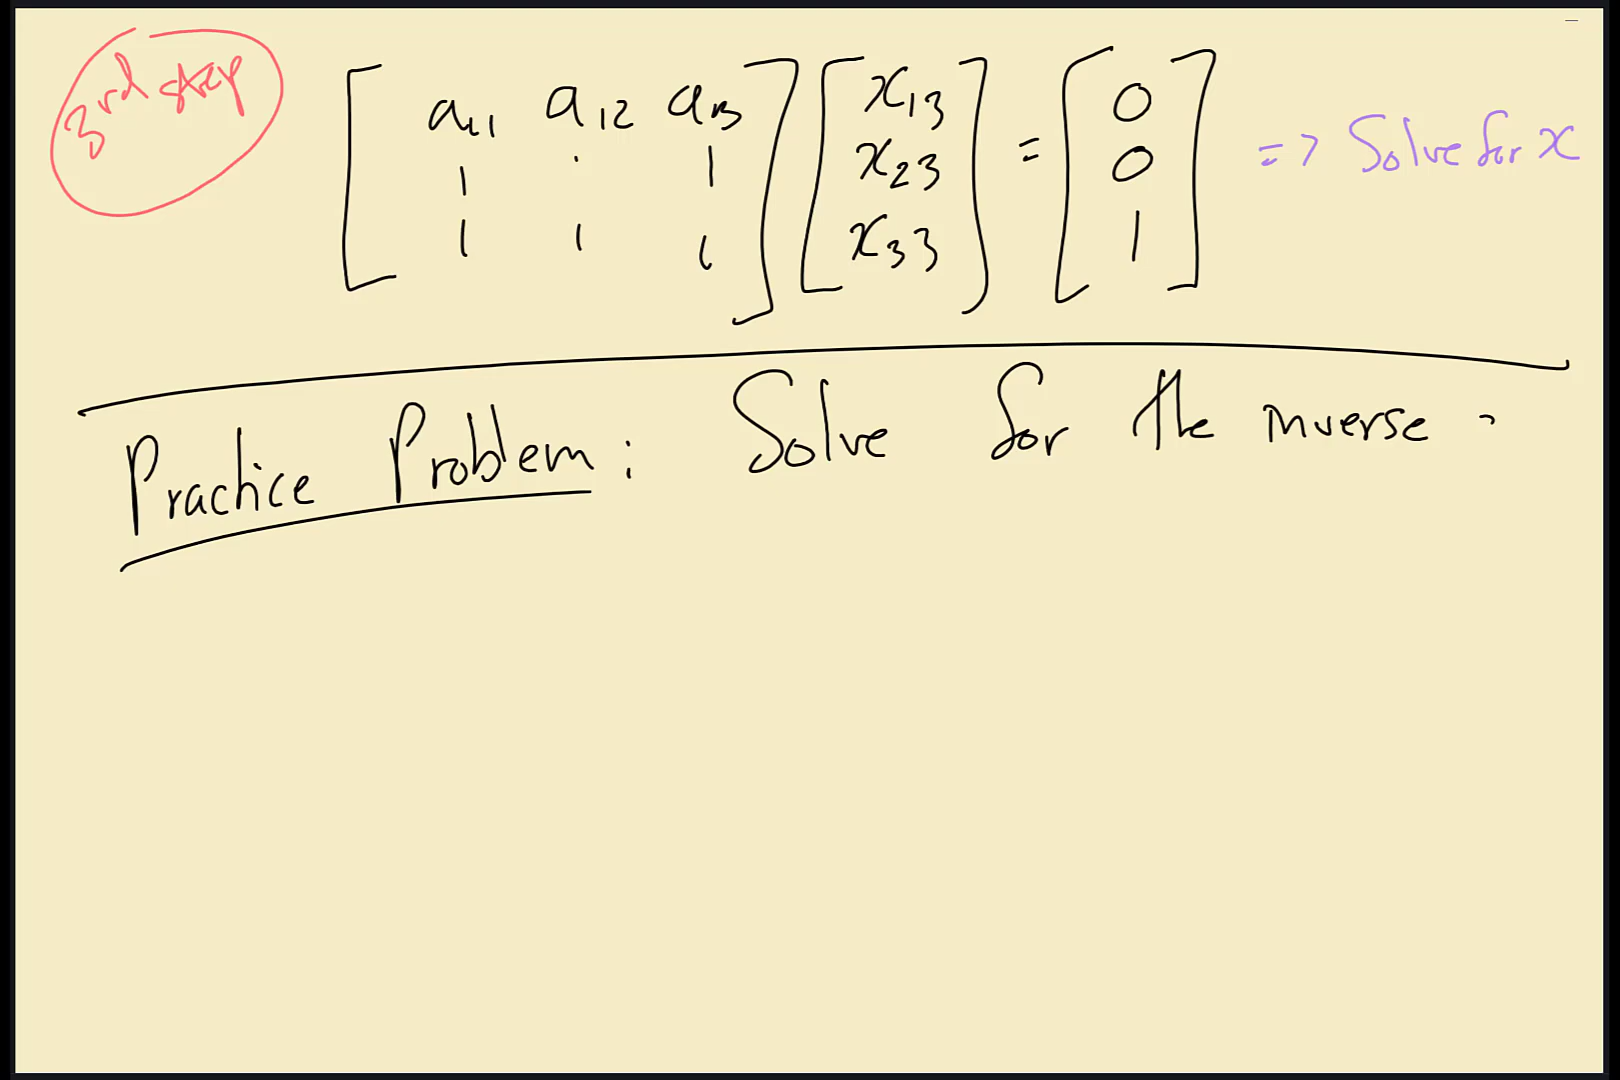 3rd step
[ a11 a12 a13 ] [ x13 ] = [ 0 ] => Solve for x
[ | . | ] [ x23 ] [ 0 ]
[ | | | ] [ x33 ] [ 1 ]
Practice Problem : Solve for the inverse -